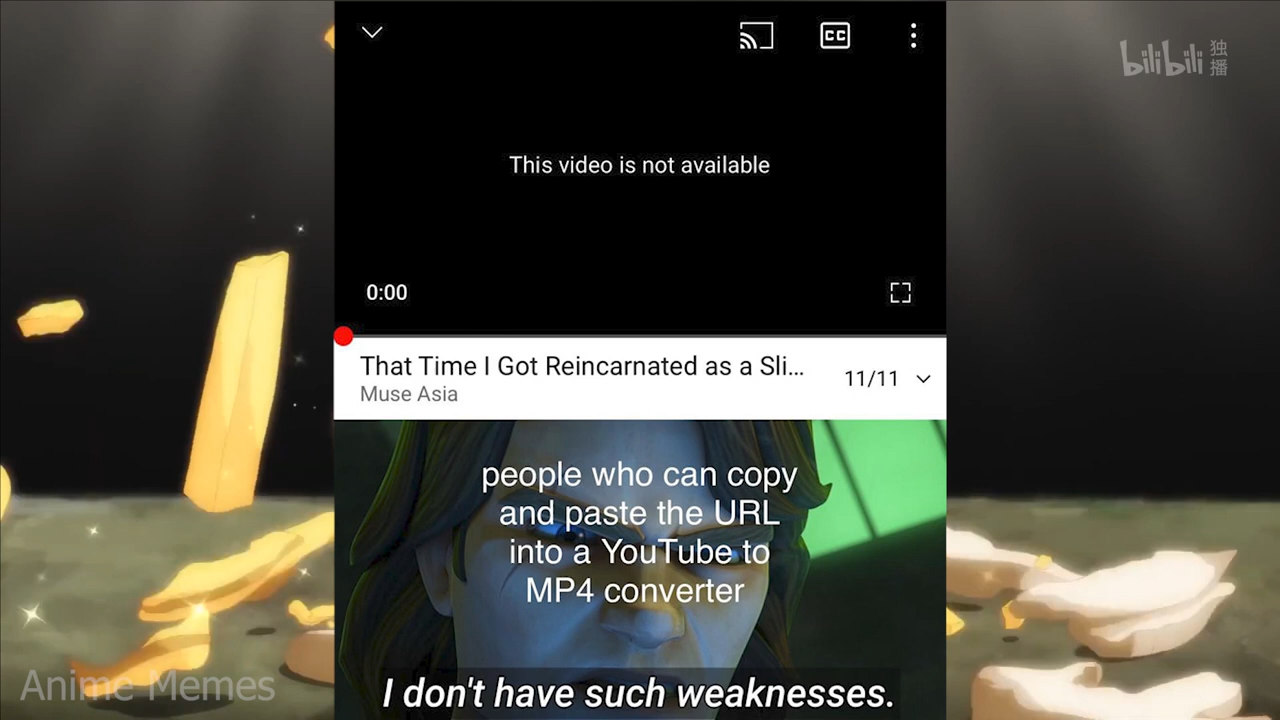 bilibili 独播
This video is not available
0:00
That Time I Got Reincarnated as a Sli...
11/11
Muse Asia
people who can copy
and paste the URL
into a YouTube to
MP4 converter
I don't have such weaknesses.
Anime Memes
CC